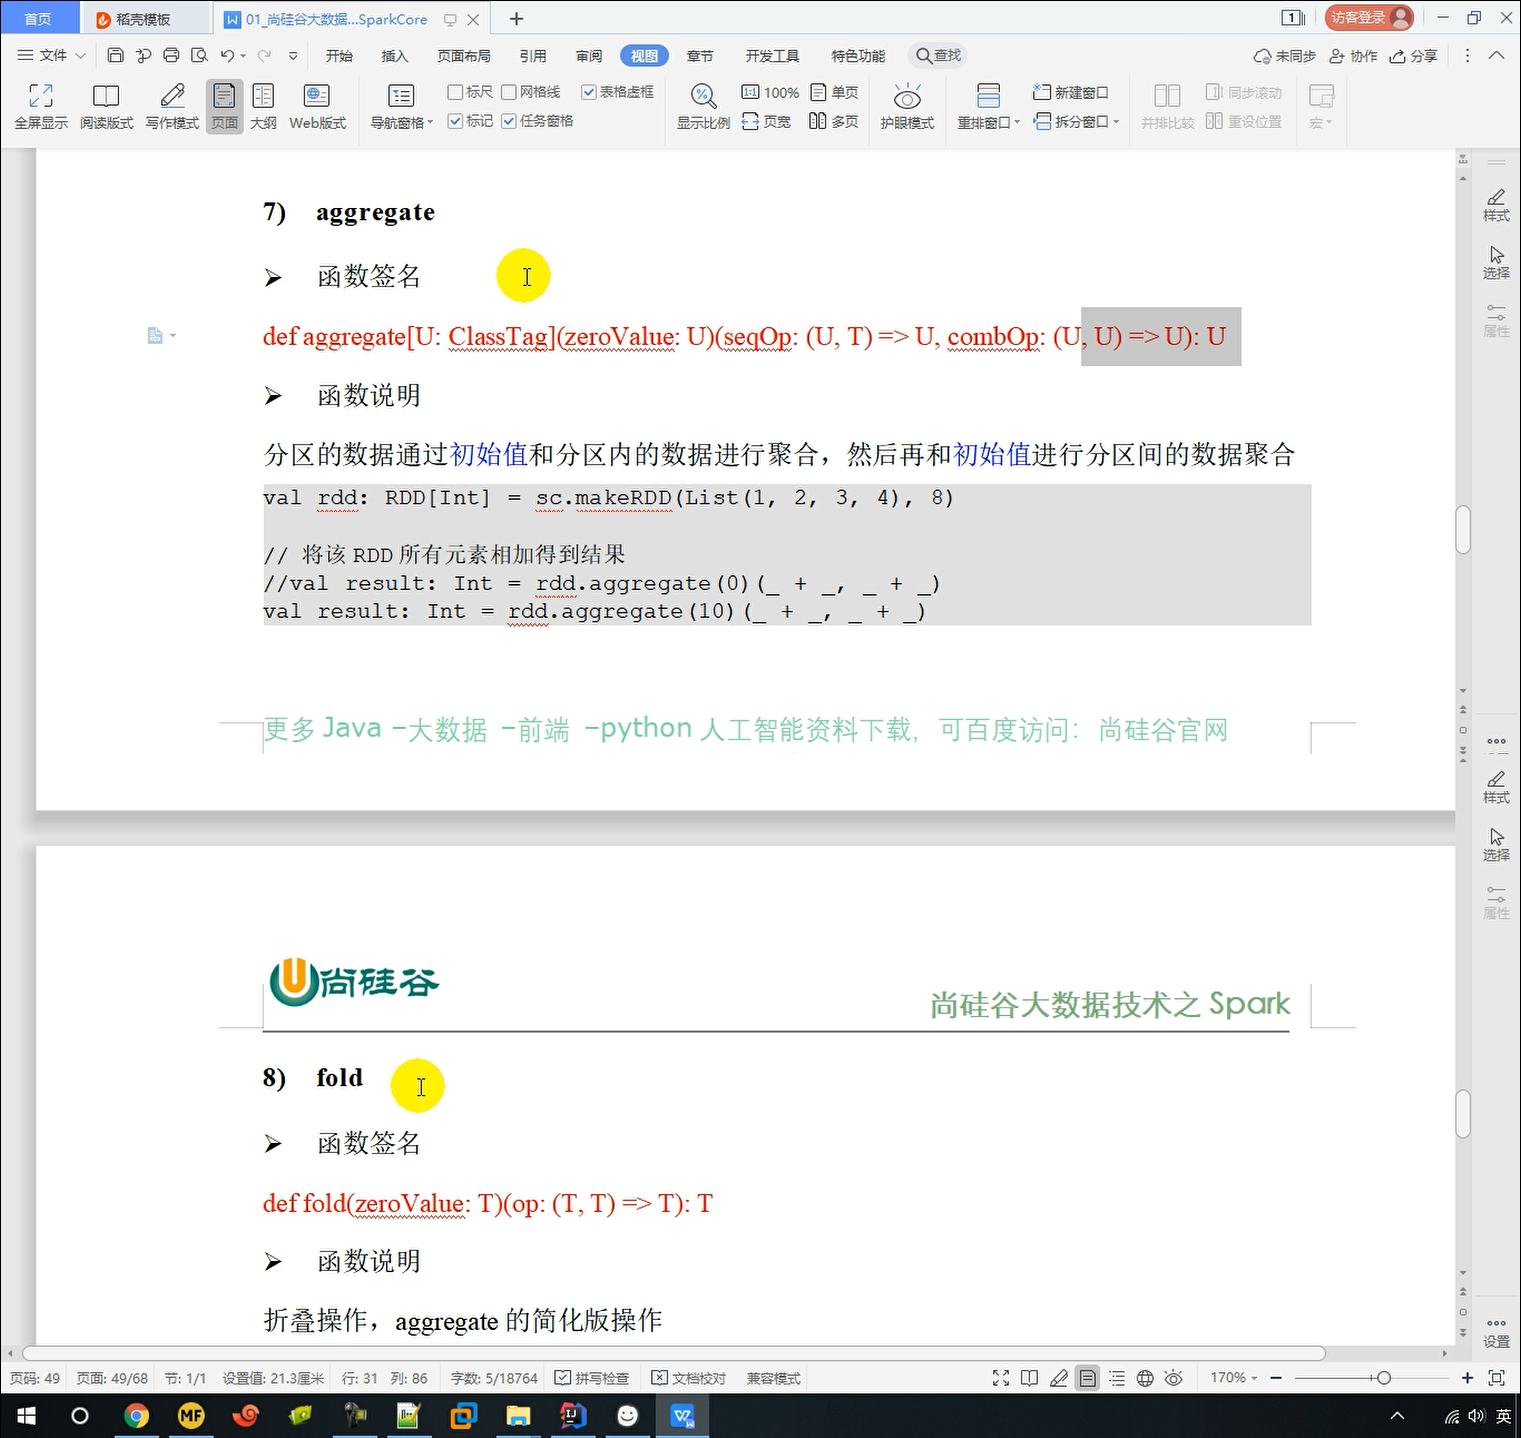 首页 稻壳模板 01_尚硅谷大数据...SparkCore
1 访客登录
文件 开始 插入 页面布局 引用 审阅 视图 章节 开发工具 特色功能 查找 未同步 协作 分享
标尺 网格线 表格虚框 1:1 100% 单页 新建窗口 同步滚动
全屏显示 阅读版式 写作模式 页面 大纲 Web版式 导航窗格 标记 任务窗格 显示比例 页宽 多页 护眼模式 重排窗口 拆分窗口 并排比较 重设位置 宏
7) aggregate
函数签名
def aggregate[U: ClassTag](zeroValue: U)(seqOp: (U, T) => U, combOp: (U, U) => U): U
函数说明
分区的数据通过初始值和分区内的数据进行聚合，然后再和初始值进行分区间的数据聚合
val rdd: RDD[Int] = sc.makeRDD(List(1, 2, 3, 4), 8)
// 将该 RDD 所有元素相加得到结果
//val result: Int = rdd.aggregate(0)(_ + _, _ + _)
val result: Int = rdd.aggregate(10)(_ + _, _ + _)
更多 Java –大数据 –前端 –python 人工智能资料下载，可百度访问：尚硅谷官网
样式
选择
属性
样式
选择
属性
设置
尚硅谷
尚硅谷大数据技术之 Spark
8) fold
函数签名
def fold(zeroValue: T)(op: (T, T) => T): T
函数说明
折叠操作，aggregate 的简化版操作
页码: 49 页面: 49/68 节: 1/1 设置值: 21.3厘米 行: 31 列: 86 字数: 5/18764 拼写检查 文档校对 兼容模式 170%
MF IJ 英